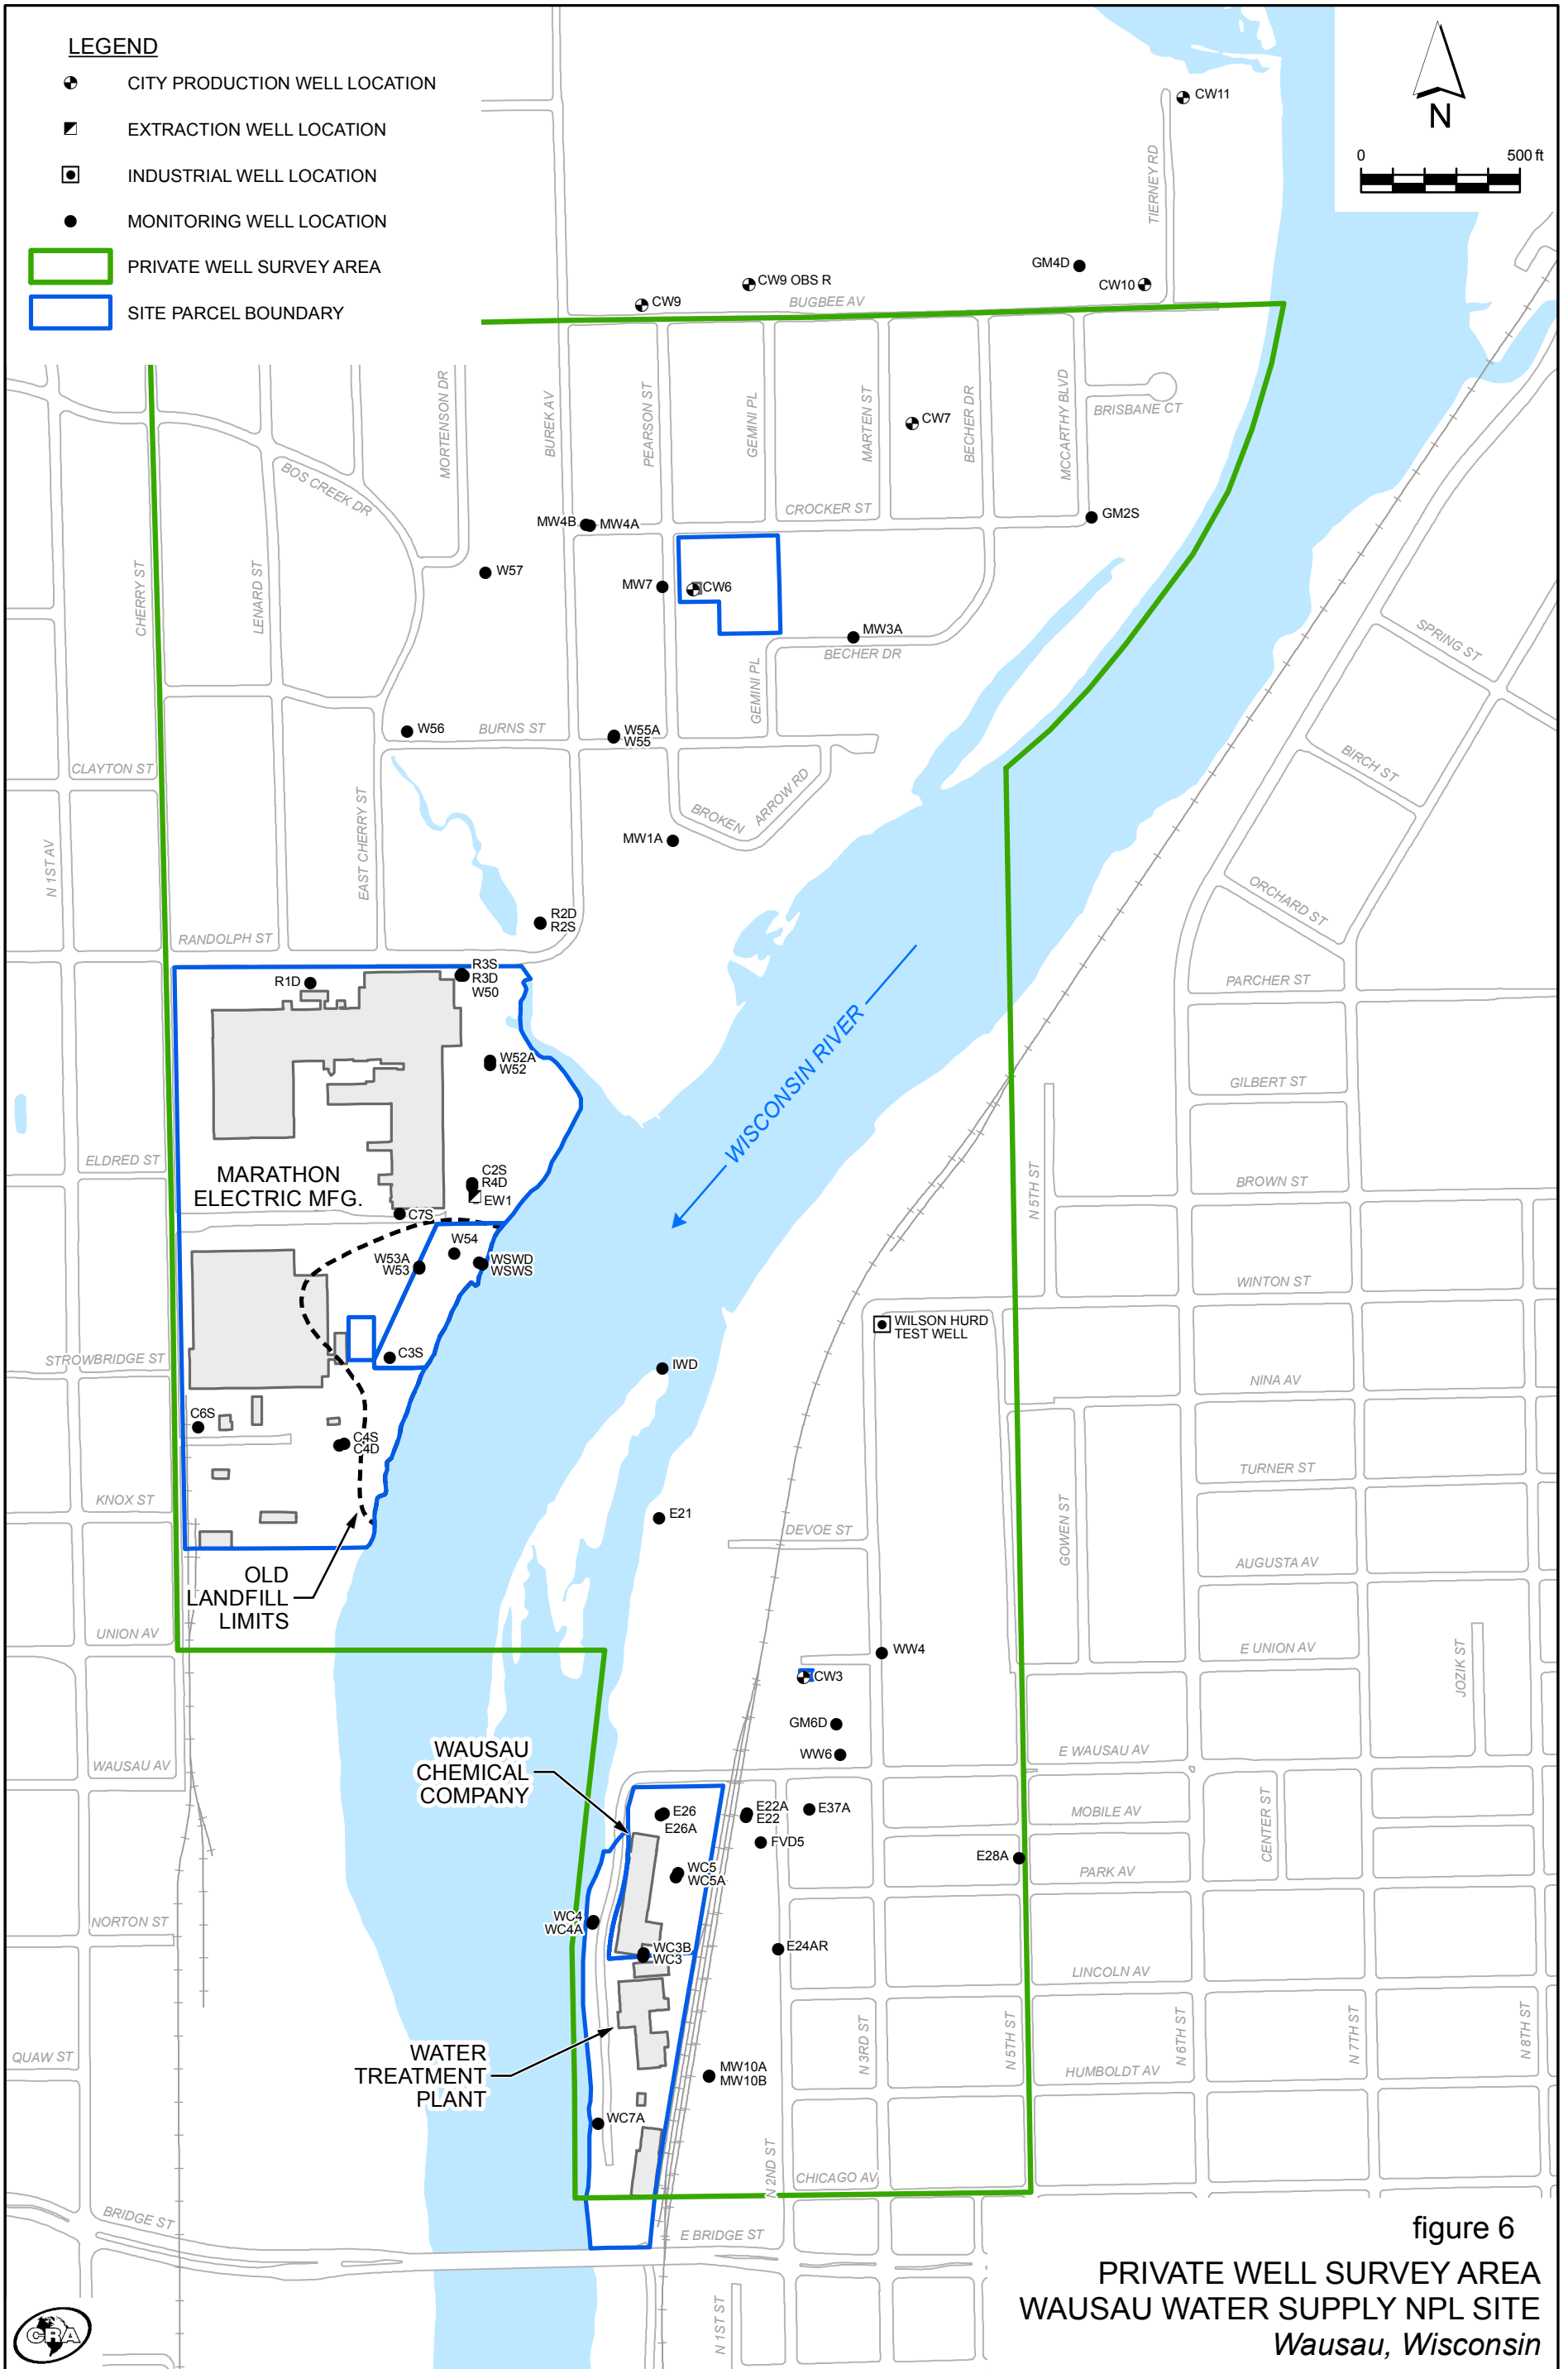 LEGEND
CITY PRODUCTION WELL LOCATION
EXTRACTION WELL LOCATION
INDUSTRIAL WELL LOCATION
MONITORING WELL LOCATION
PRIVATE WELL SURVEY AREA
SITE PARCEL BOUNDARY
N
0 500 ft
CW11
TIERNEY RD
GM4D
CW10
CW9 OBS R
CW9
BUGBEE AV
MORTENSON DR
BUREK AV
PEARSON ST
GEMINI PL
MARTEN ST
BECHER DR
MCCARTHY BLVD
BRISBANE CT
CW7
BOS CREEK DR
CROCKER ST
MW4B
MW4A
GM2S
W57
MW7
CW6
CHERRY ST
LENARD ST
MW3A
BECHER DR
SPRING ST
GEMINI PL
W56
BURNS ST
W55A
W55
CLAYTON ST
BIRCH ST
BROKEN
ARROW RD
EAST CHERRY ST
N 1ST AV
MW1A
ORCHARD ST
R2D
R2S
RANDOLPH ST
R3S
R3D
W50
R1D
PARCHER ST
WISCONSIN RIVER
W52A
W52
GILBERT ST
ELDRED ST
MARATHON
ELECTRIC MFG.
C2S
R4D
EW1
N 5TH ST
BROWN ST
C7S
W54
W53A
W53
WSWD
WSWS
WINTON ST
WILSON HURD
TEST WELL
STROWBRIDGE ST
C3S
IWD
NINA AV
C6S
C4S
C4D
TURNER ST
KNOX ST
E21
DEVOE ST
GOWEN ST
AUGUSTA AV
OLD
LANDFILL
LIMITS
UNION AV
WW4
E UNION AV
JOZIK ST
CW3
GM6D
WW6
E WAUSAU AV
WAUSAU AV
WAUSAU
CHEMICAL
COMPANY
E26
E26A
E22A
E22
E37A
MOBILE AV
CENTER ST
FVD5
E28A
PARK AV
WC5
WC5A
NORTON ST
WC4
WC4A
WC3B
WC3
E24AR
LINCOLN AV
N 3RD ST
N 5TH ST
N 6TH ST
N 7TH ST
N 8TH ST
QUAW ST
WATER
TREATMENT
PLANT
MW10A
MW10B
HUMBOLDT AV
WC7A
N 2ND ST
CHICAGO AV
BRIDGE ST
E BRIDGE ST
N 1ST ST
figure 6
PRIVATE WELL SURVEY AREA
WAUSAU WATER SUPPLY NPL SITE
Wausau, Wisconsin
CRA